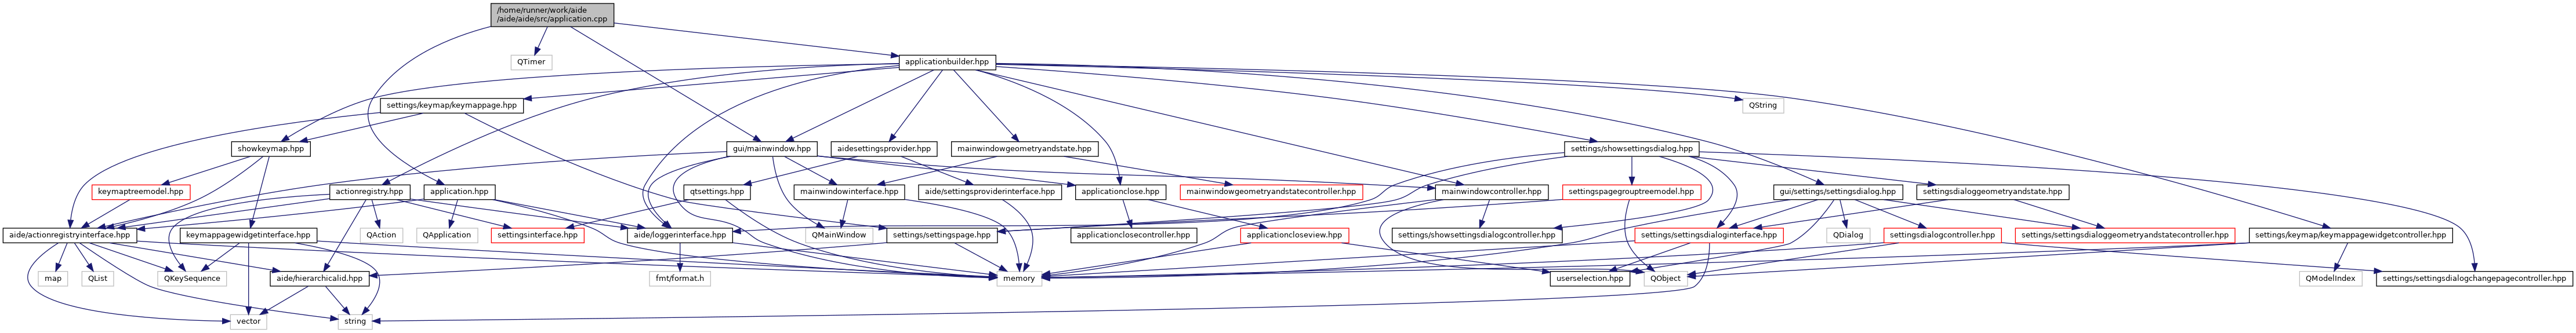 /home/runner/work/aide
/aide/aide/src/application.cpp
QTimer
applicationbuilder.hpp
settings/keymap/keymappage.hpp
QString
showkeymap.hpp
gui/mainwindow.hpp
aidesettingsprovider.hpp
mainwindowgeometryandstate.hpp
settings/showsettingsdialog.hpp
keymaptreemodel.hpp
actionregistry.hpp
application.hpp
qtsettings.hpp
mainwindowinterface.hpp
aide/settingsproviderinterface.hpp
applicationclose.hpp
mainwindowgeometryandstatecontroller.hpp
mainwindowcontroller.hpp
settingspagegrouptreemodel.hpp
gui/settings/settingsdialog.hpp
settingsdialoggeometryandstate.hpp
aide/actionregistryinterface.hpp
keymappagewidgetinterface.hpp
QAction
QApplication
settingsinterface.hpp
aide/loggerinterface.hpp
QMainWindow
settings/settingspage.hpp
applicationclosecontroller.hpp
applicationcloseview.hpp
settings/showsettingsdialogcontroller.hpp
settings/settingsdialoginterface.hpp
QDialog
settingsdialogcontroller.hpp
settings/settingsdialoggeometryandstatecontroller.hpp
settings/keymap/keymappagewidgetcontroller.hpp
map
QList
QKeySequence
aide/hierarchicalid.hpp
fmt/format.h
memory
userselection.hpp
QObject
QModelIndex
settings/settingsdialogchangepagecontroller.hpp
vector
string